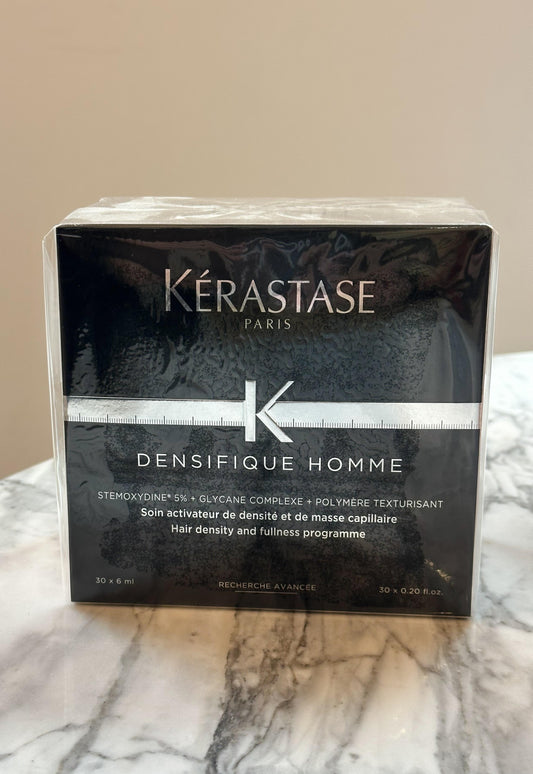 KÉRASTASE
PARIS
K
DENSIFIQUE HOMME
STEMOXYDINE® 5% + GLYCANE COMPLEXE + POLYMÈRE TEXTURISANT
Soin activateur de densité et de masse capillaire
Hair density and fullness programme
30 x 6 ml
RECHERCHE AVANCÉE
30 x 0.20 fl.oz.